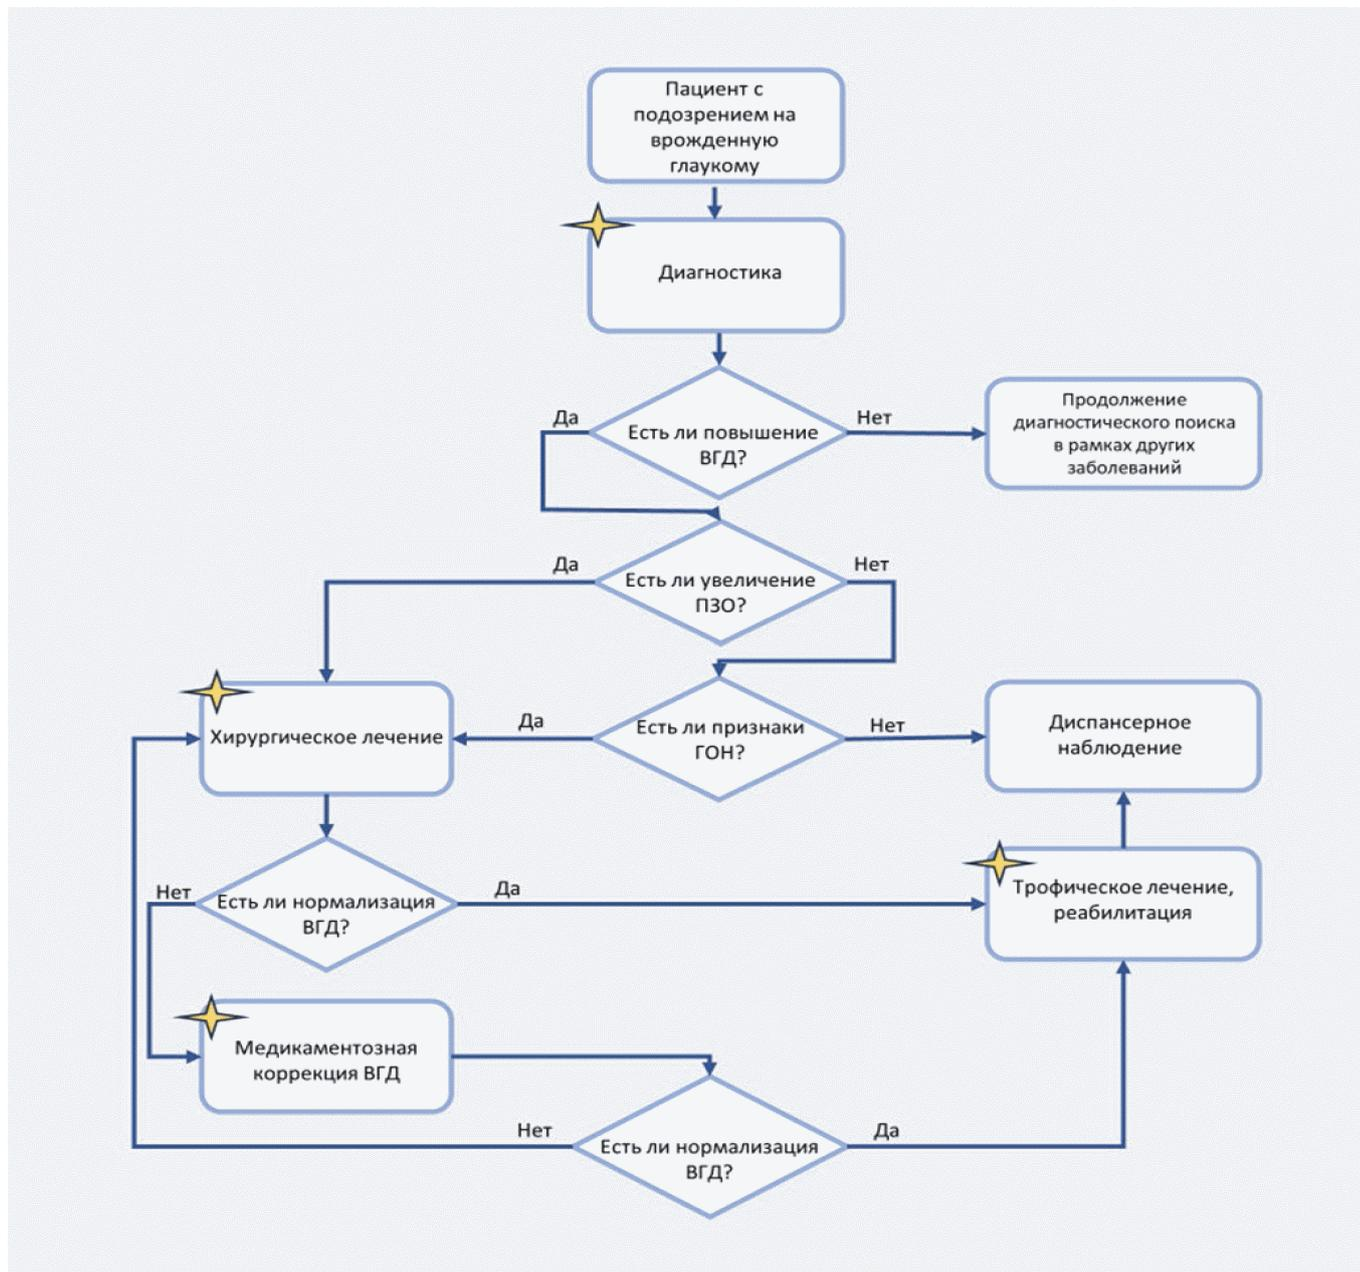 Пациент с
подозрением на
врожденную
глаукому
Диагностика
Да
Нет
Есть ли повышение
ВГД?
Продолжение
диагностического поиска
в рамках других
заболеваний
Да
Нет
Есть ли увеличение
ПЗО?
Хирургическое лечение
Да
Есть ли признаки
ГОН?
Нет
Диспансерное
наблюдение
Нет
Есть ли нормализация
ВГД?
Да
Трофическое лечение,
реабилитация
Медикаментозная
коррекция ВГД
Нет
Есть ли нормализация
ВГД?
Да